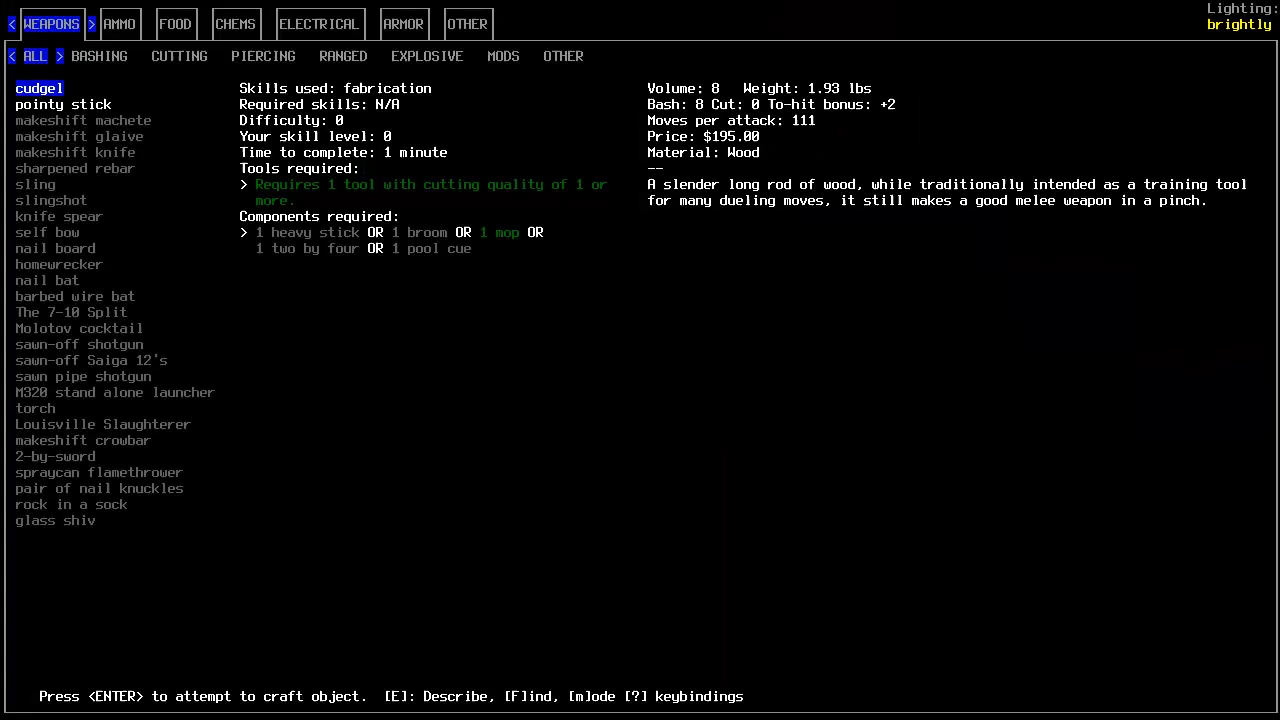 Lighting:
< WEAPONS > AMMO FOOD CHEMS ELECTRICAL ARMOR OTHER brightly
< ALL > BASHING CUTTING PIERCING RANGED EXPLOSIVE MODS OTHER
cudgel
pointy stick
makeshift machete
makeshift glaive
makeshift knife
sharpened rebar
sling
slingshot
knife spear
self bow
nail board
homewrecker
nail bat
barbed wire bat
The 7-10 Split
Molotov cocktail
sawn-off shotgun
sawn-off Saiga 12's
sawn pipe shotgun
M320 stand alone launcher
torch
Louisville Slaughterer
makeshift crowbar
2-by-sword
spraycan flamethrower
pair of nail knuckles
rock in a sock
glass shiv
Skills used: fabrication
Required skills: N/A
Difficulty: 0
Your skill level: 0
Time to complete: 1 minute
Tools required:
> Requires 1 tool with cutting quality of 1 or
more.
Components required:
> 1 heavy stick OR 1 broom OR 1 mop OR
1 two by four OR 1 pool cue
Volume: 8 Weight: 1.93 lbs
Bash: 8 Cut: 0 To-hit bonus: +2
Moves per attack: 111
Price: $195.00
Material: Wood
--
A slender long rod of wood, while traditionally intended as a training tool
for many dueling moves, it still makes a good melee weapon in a pinch.
Press <ENTER> to attempt to craft object. [E]: Describe, [F]ind, [m]ode [?] keybindings